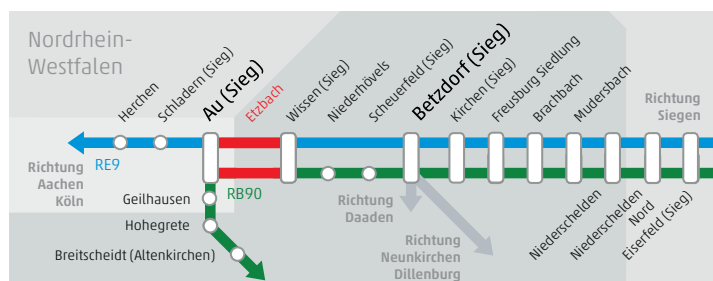 Nordrhein-
Westfalen
Herchen
Schladern (Sieg)
Au (Sieg)
Etzbach
Wissen (Sieg)
Niederhövels
Scheuerfeld (Sieg)
Betzdorf (Sieg)
Kirchen (Sieg)
Freusburg Siedlung
Brachbach
Mudersbach
Richtung
Siegen
RE9
Richtung
Aachen
Köln
RB90
Geilhausen
Hohegrete
Breitscheidt (Altenkirchen)
Richtung
Daaden
Richtung
Neunkirchen
Dillenburg
Niederschelden
Niederschelden
Nord
Eiserfeld (Sieg)